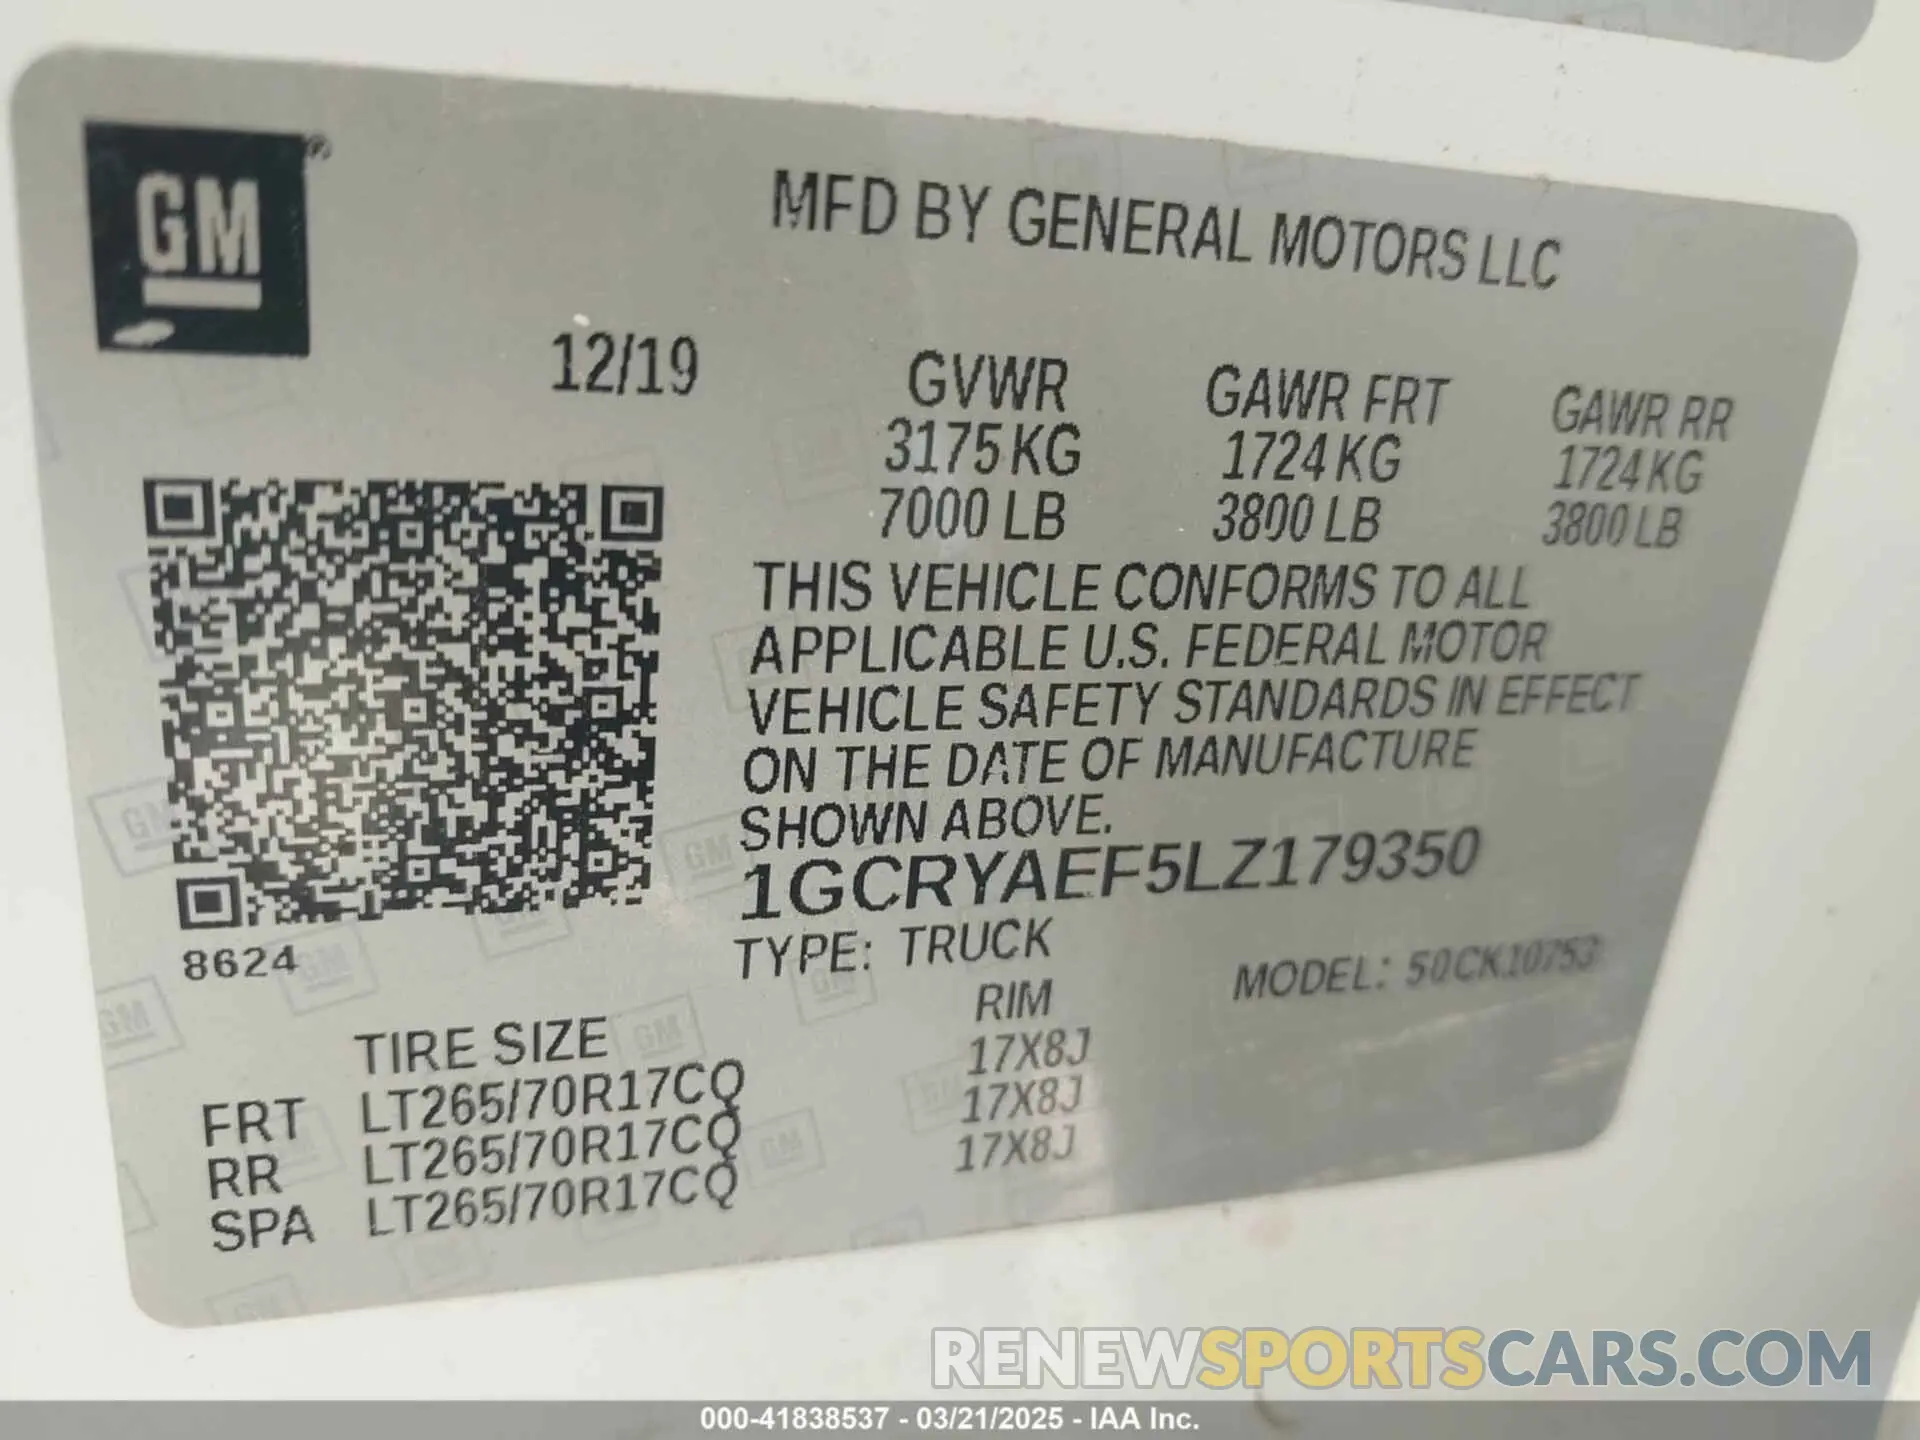 GM®
MFD BY GENERAL MOTORS LLC
12/19
GVWR GAWR FRT GAWR RR
3175 KG 1724 KG 1724 KG
7000 LB 3800 LB 3800 LB
THIS VEHICLE CONFORMS TO ALL
APPLICABLE U.S. FEDERAL MOTOR
VEHICLE SAFETY STANDARDS IN EFFECT
ON THE DATE OF MANUFACTURE
SHOWN ABOVE.
1GCRYAEF5LZ179350
8624
TYPE: TRUCK MODEL: 50CK10753
TIRE SIZE RIM
FRT LT265/70R17CQ 17X8J
RR LT265/70R17CQ 17X8J
SPA LT265/70R17CQ 17X8J
RENEWSPORTSCARS.COM
000-41838537 - 03/21/2025 - IAA Inc.